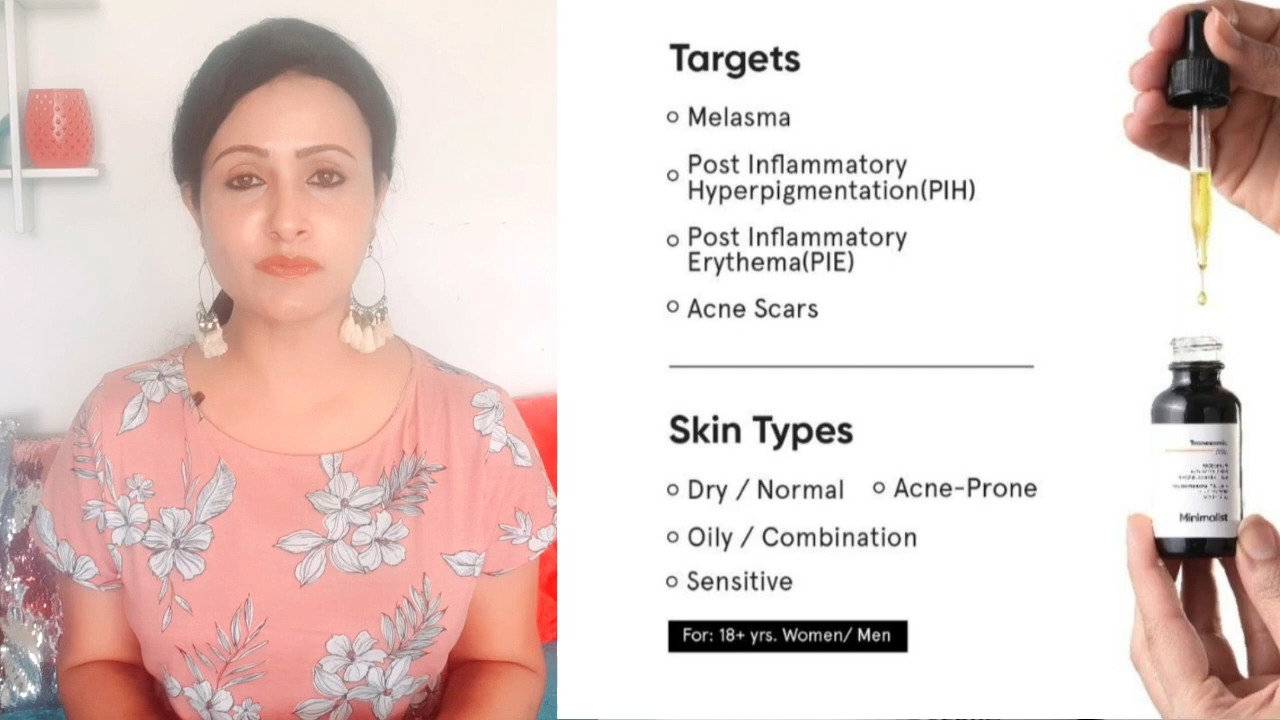 Targets
Melasma
Post Inflammatory
Hyperpigmentation(PIH)
Post Inflammatory
Erythema(PIE)
Acne Scars
Skin Types
Dry / Normal
Acne-Prone
Oily / Combination
Sensitive
For: 18+ yrs. Women/ Men
Minimalist